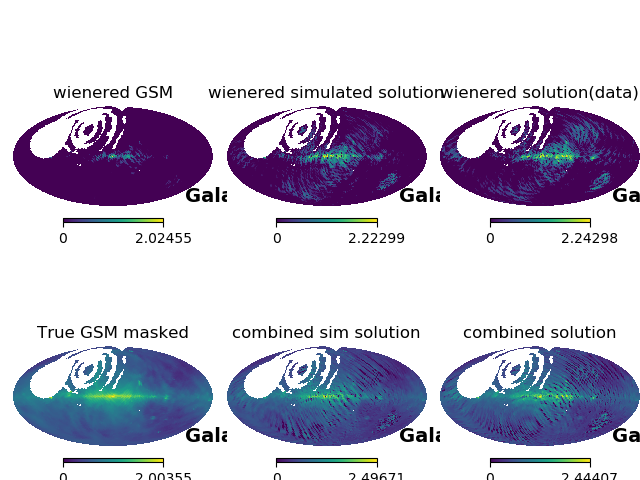 wienered GSM
wienered simulated solution
wienered solution(data)
Gala
Gala
Ga
0 2.02455
0 2.22299
0 2.24298
True GSM masked
combined sim solution
combined solution
Gala
Gala
Ga
0 2.00355
0 2.49671
0 2.44407